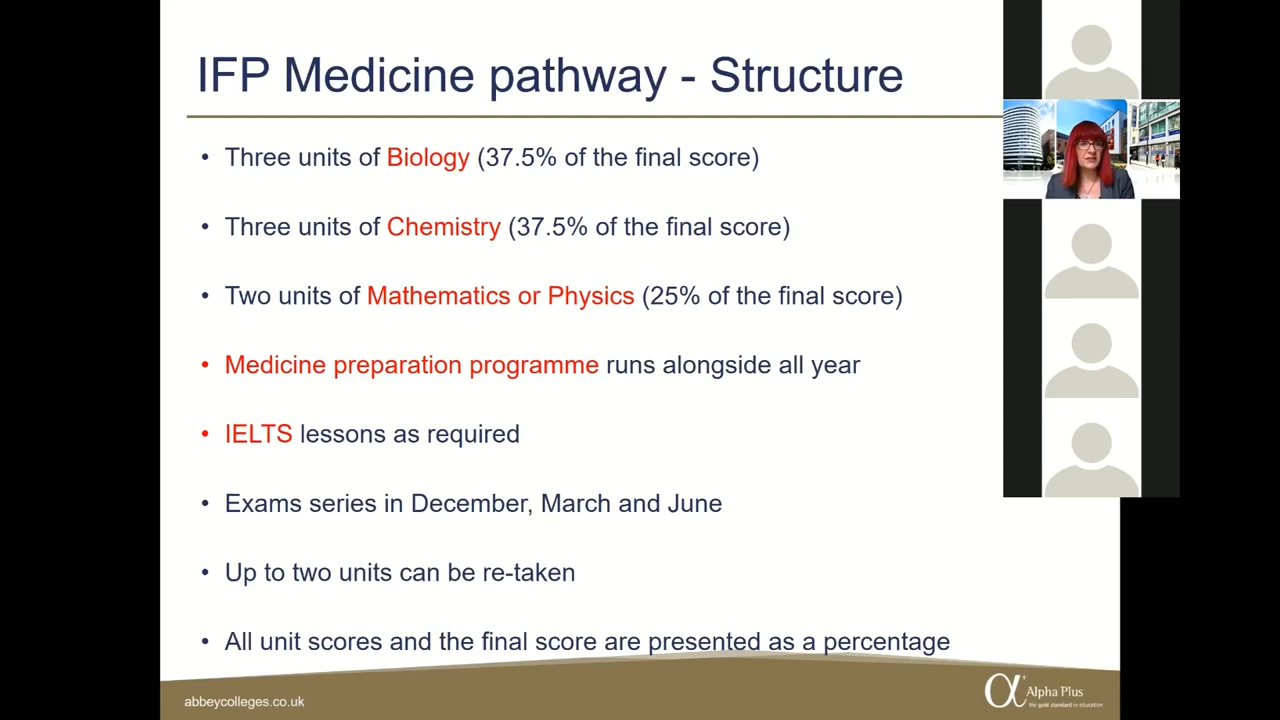 IFP Medicine pathway - Structure
• Three units of Biology (37.5% of the final score)
• Three units of Chemistry (37.5% of the final score)
• Two units of Mathematics or Physics (25% of the final score)
• Medicine preparation programme runs alongside all year
• IELTS lessons as required
• Exams series in December, March and June
• Up to two units can be re-taken
• All unit scores and the final score are presented as a percentage
abbeycolleges.co.uk
α+ Alpha Plus
the gold standard in education